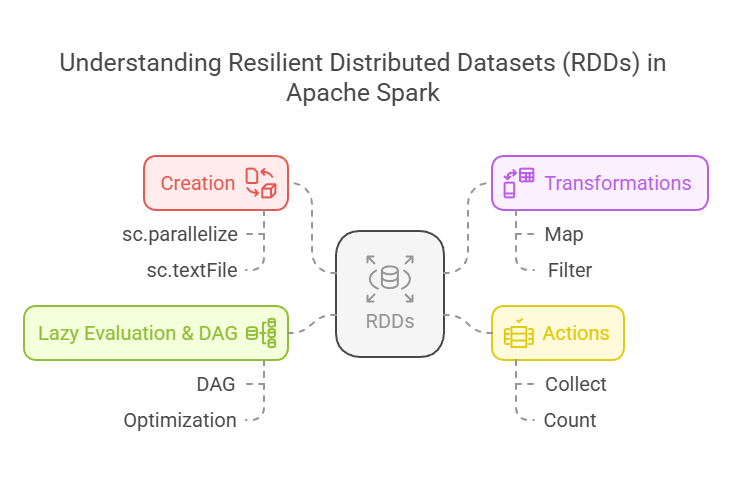 Understanding Resilient Distributed Datasets (RDDs) in
Apache Spark
Creation
sc.parallelize
sc.textFile
Lazy Evaluation & DAG
DAG
Optimization
RDDs
Transformations
Map
Filter
Actions
Collect
Count